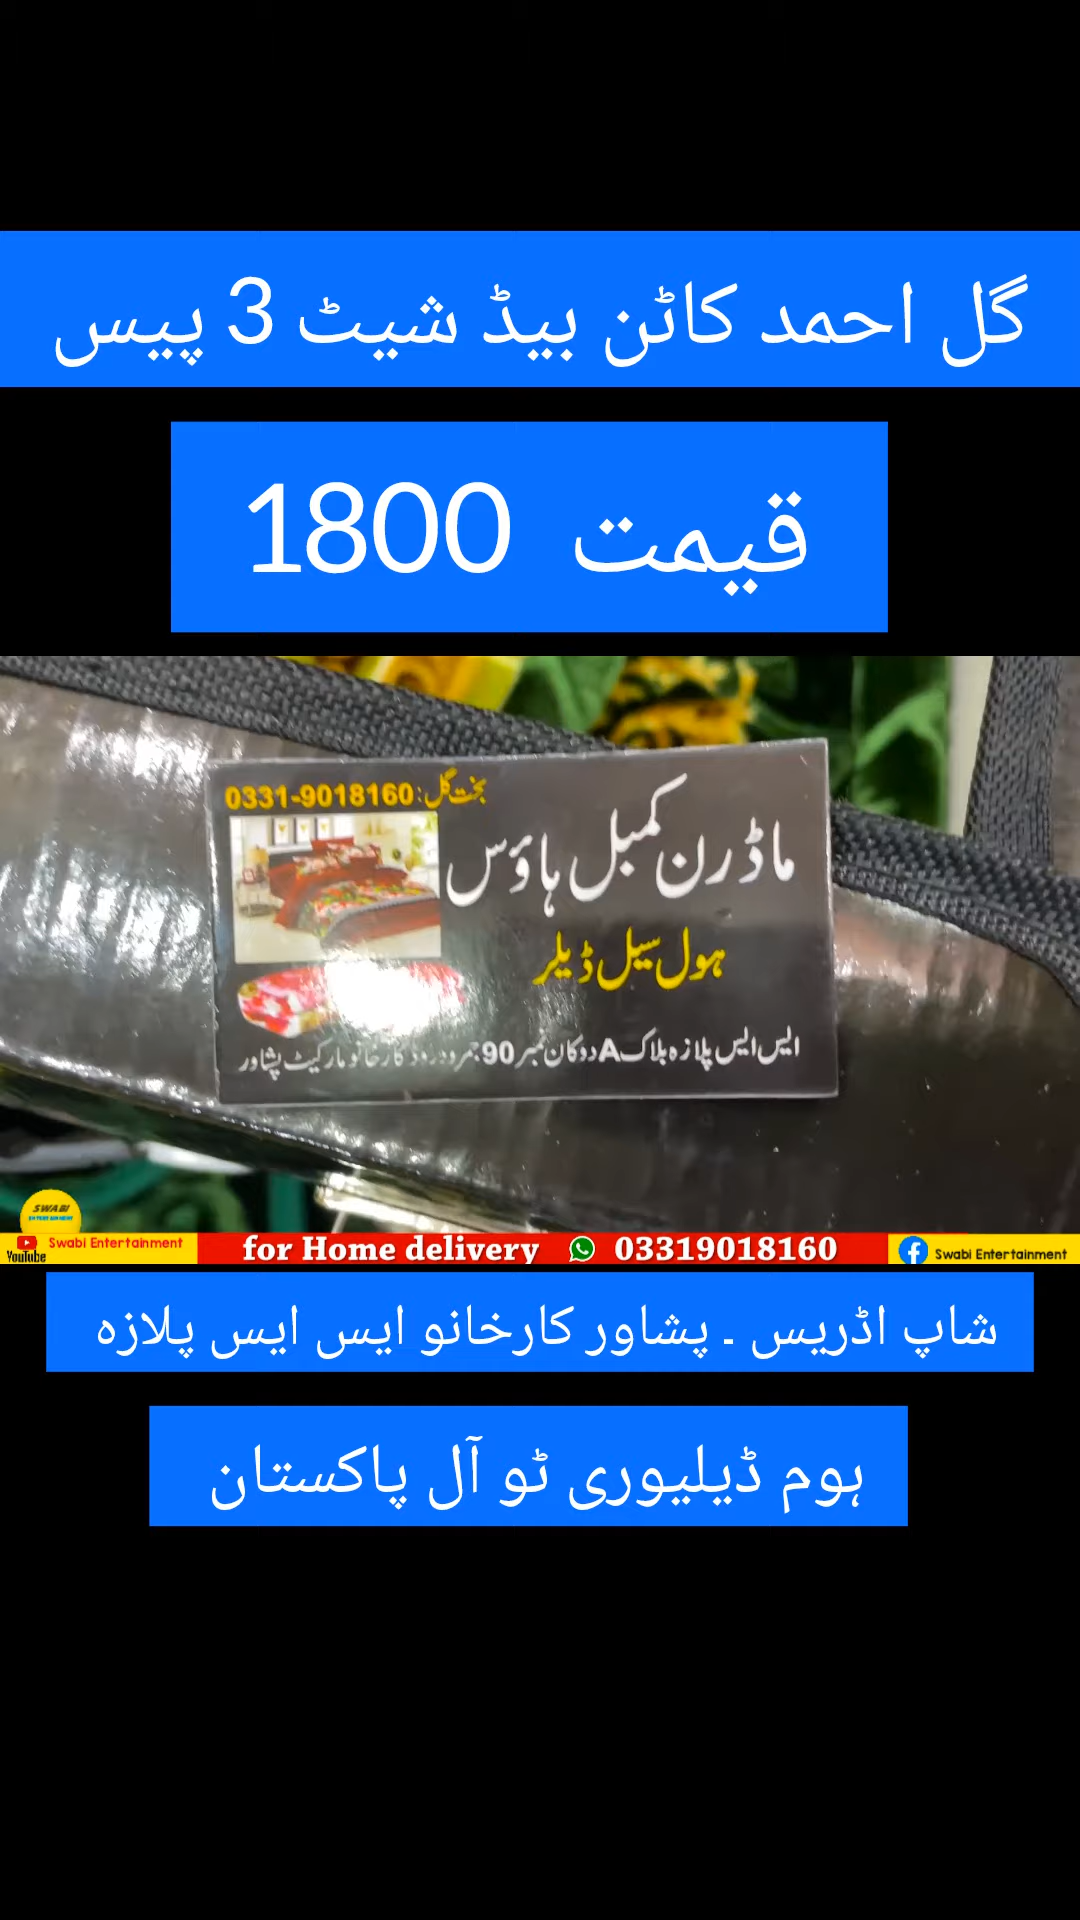 گل احمد کاٹن بیڈ شیٹ 3 پیس
قیمت 1800
بخت گل: 0331-9018160
ماڈرن کمبل ہاؤس
ہول سیل ڈیلر
ایس ایس پلازہ بلاک A دوکان نمبر 90 جمرود روڈ کارخانو مارکیٹ پشاور
SWABI
ENTERTAINMENT
YouTube
Swabi Entertainment
for Home delivery 03319018160
Swabi Entertainment
شاپ اڈریس ۔ پشاور کارخانو ایس ایس پلازہ
ہوم ڈیلیوری ٹو آل پاکستان